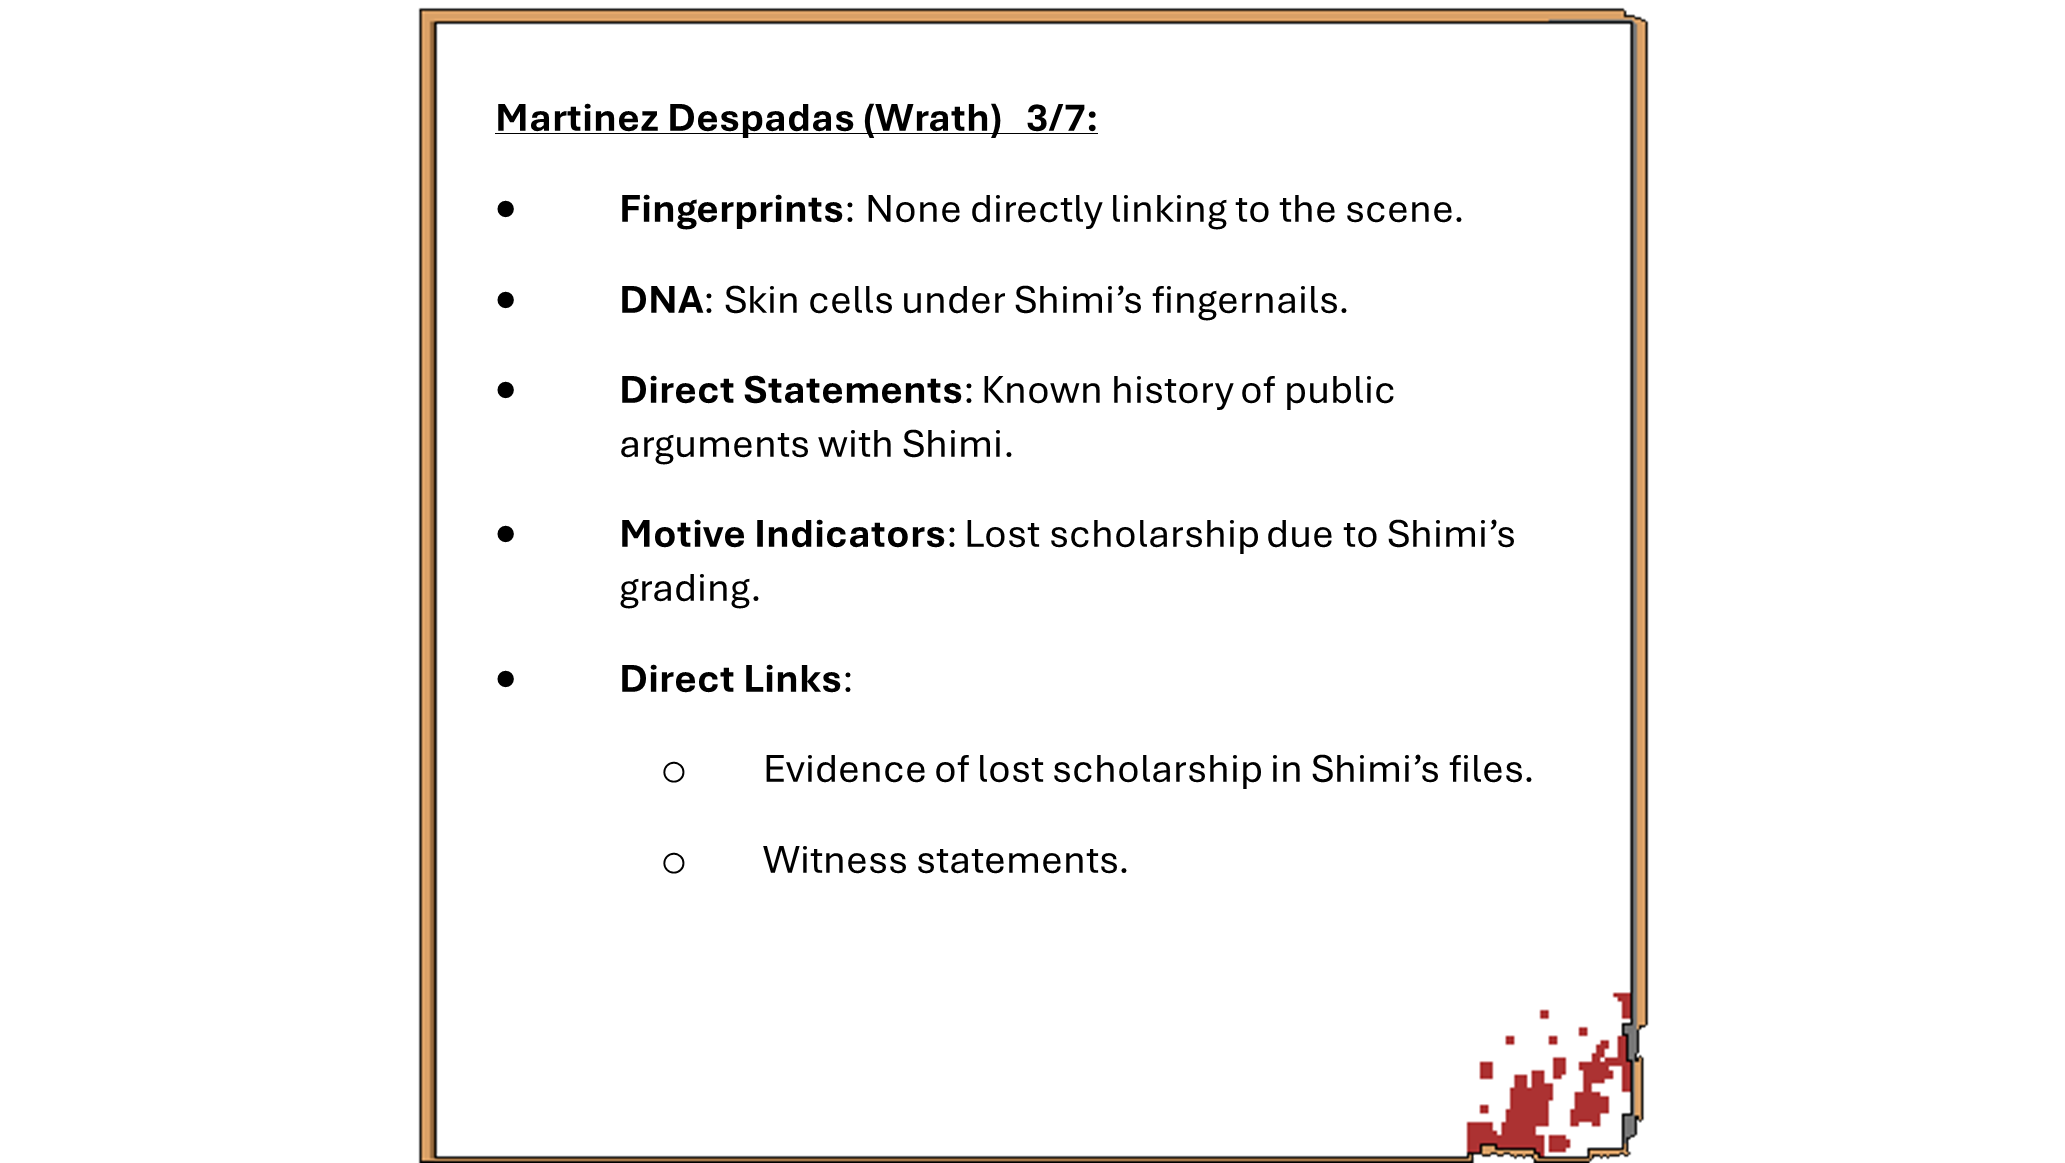 Martinez Despadas (Wrath)  3/7:
● Fingerprints: None directly linking to the scene.
● DNA: Skin cells under Shimi’s fingernails.
● Direct Statements: Known history of public
arguments with Shimi.
● Motive Indicators: Lost scholarship due to Shimi’s
grading.
● Direct Links:
○ Evidence of lost scholarship in Shimi’s files.
○ Witness statements.